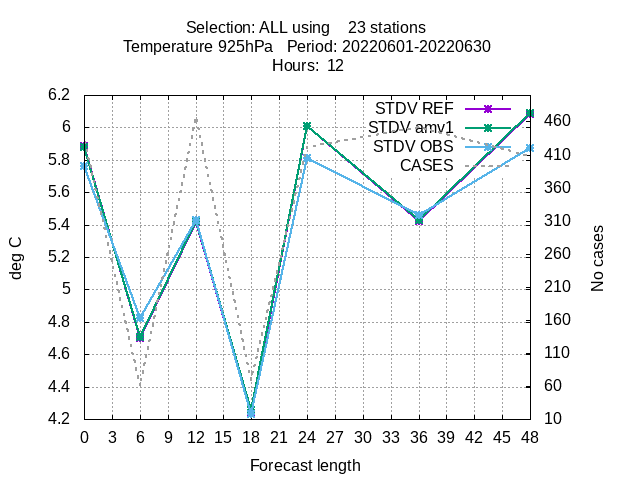 Selection: ALL using    23 stations
Temperature 925hPa   Period: 20220601-20220630
Hours:  12
STDV REF
STDV amv1
STDV OBS
CASES
6.2
6
5.8
5.6
5.4
5.2
5
4.8
4.6
4.4
4.2
460
410
360
310
260
210
160
110
60
10
deg C
No cases
0 3 6 9 12 15 18 21 24 27 30 33 36 39 42 45 48
Forecast length